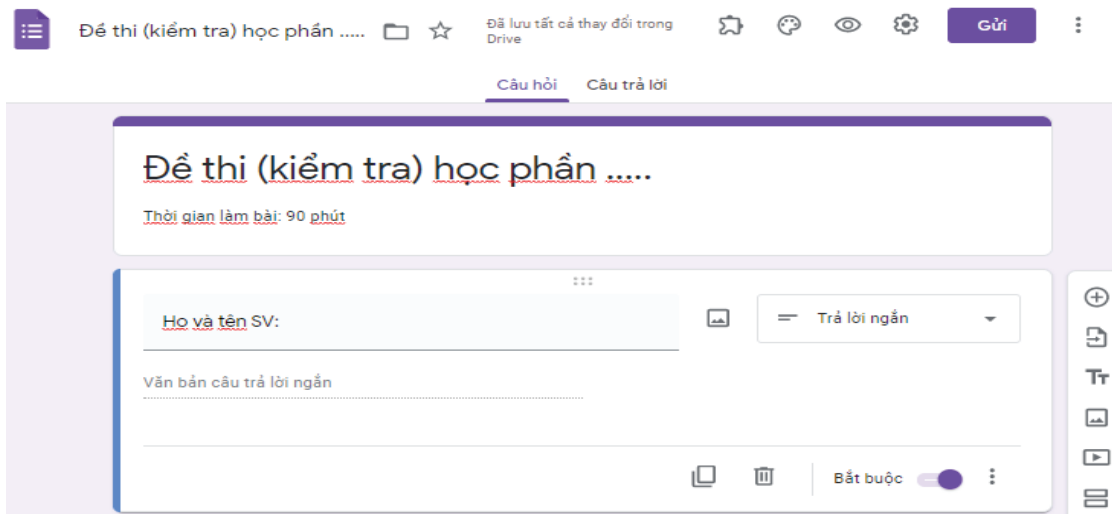 Đề thi (kiểm tra) học phần .....
Đã lưu tất cả thay đổi trong
Drive
Gửi
Câu hỏi Câu trả lời
Đề thi (kiểm tra) học phần .....
Thời gian làm bài: 90 phút
Họ và tên SV:
Trả lời ngắn
Văn bản câu trả lời ngắn
Bắt buộc